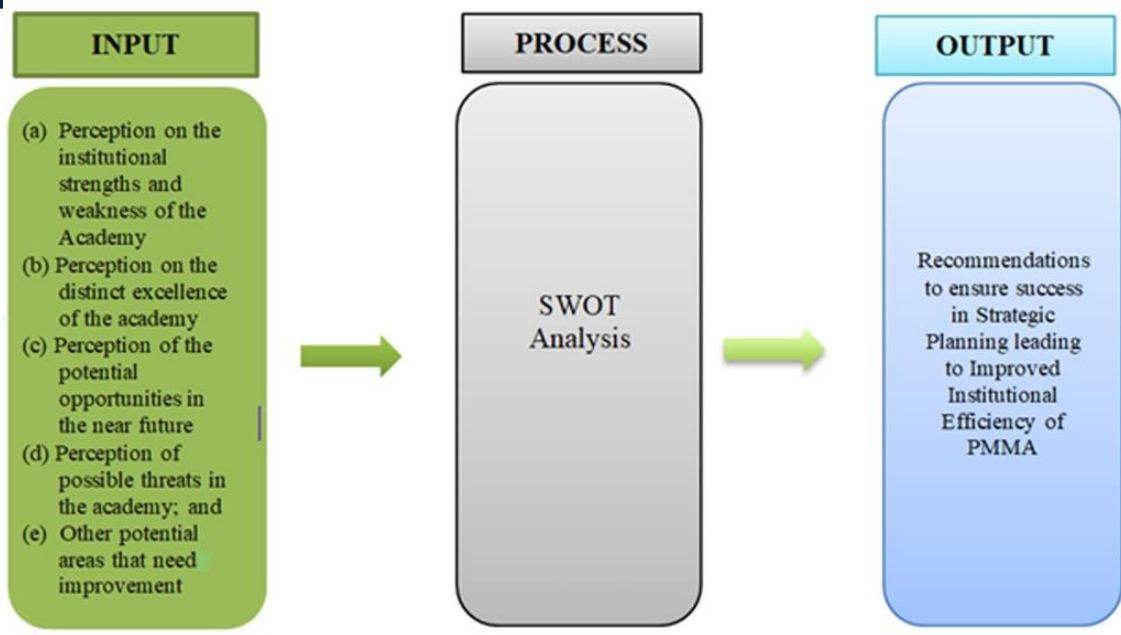 INPUT
(a) Perception on the
institutional
strengths and
weakness of the
Academy
(b) Perception on the
distinct excellence
of the academy
(c) Perception of the
potential
opportunities in
the near future
(d) Perception of
possible threats in
the academy; and
(e) Other potential
areas that need
improvement
PROCESS
SWOT
Analysis
OUTPUT
Recommendations
to ensure success
in Strategic
Planning leading
to Improved
Institutional
Efficiency of
PMMA